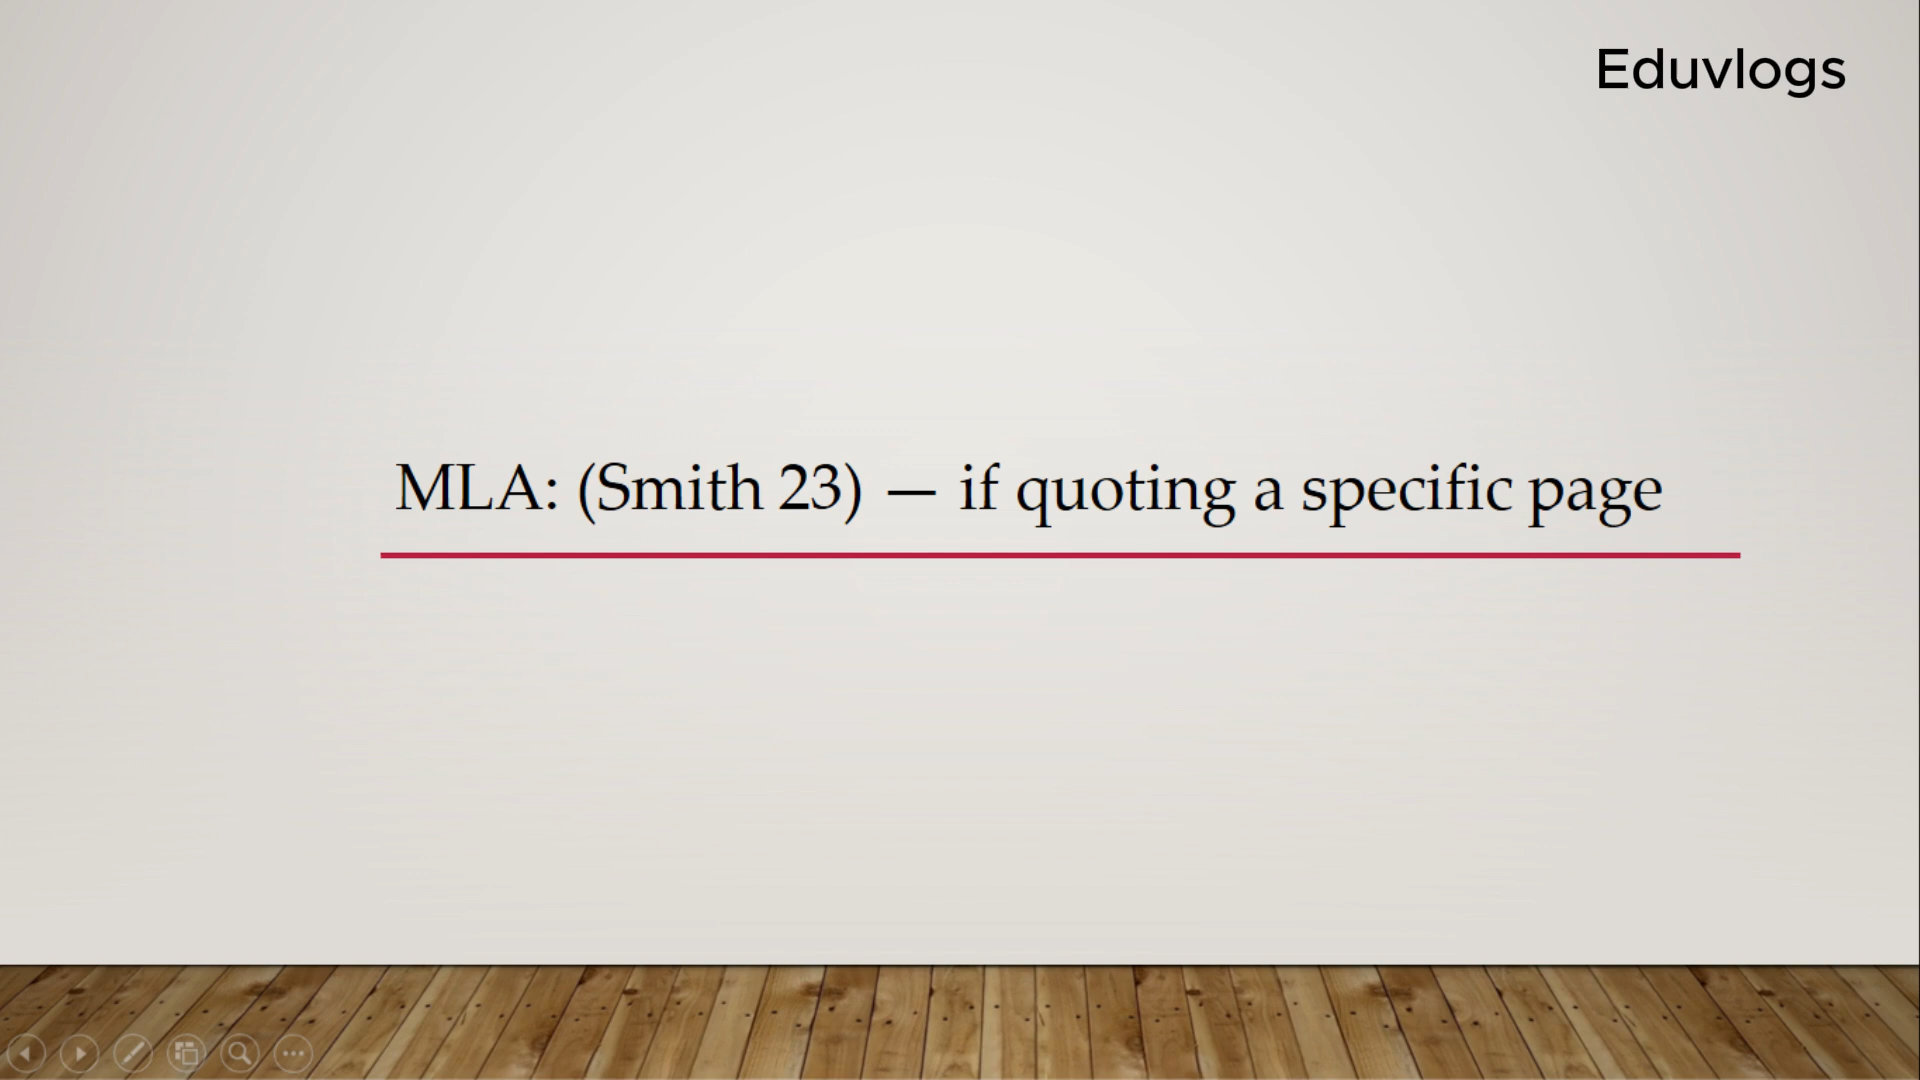 Eduvlogs
MLA: (Smith 23) — if quoting a specific page